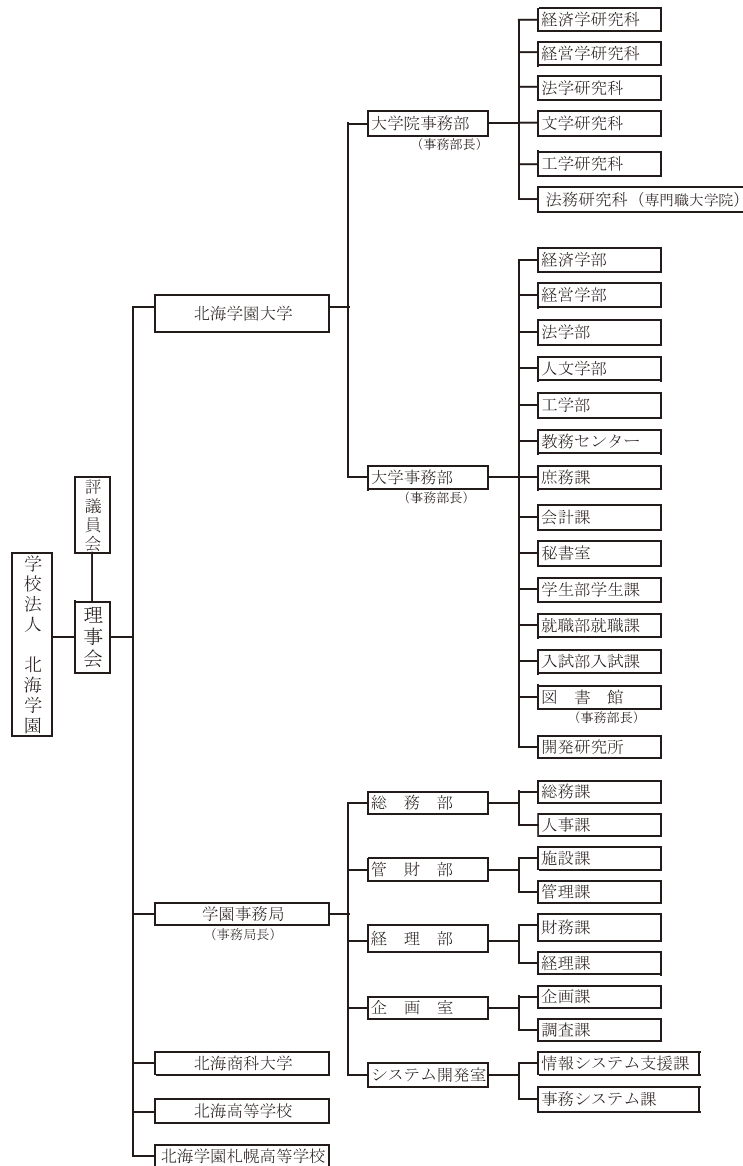 学校法人 北海学園
評議員会
理事会
北海学園大学
大学院事務部
（事務部長）
経済学研究科
経営学研究科
法学研究科
文学研究科
工学研究科
法務研究科（専門職大学院）
大学事務部
（事務部長）
経済学部
経営学部
法学部
人文学部
工学部
教務センター
庶務課
会計課
秘書室
学生部学生課
就職部就職課
入試部入試課
図 書 館
（事務部長）
開発研究所
学園事務局
（事務局長）
総 務 部
総務課
人事課
管 財 部
施設課
管理課
経 理 部
財務課
経理課
企 画 室
企画課
調査課
システム開発室
情報システム支援課
事務システム課
北海商科大学
北海高等学校
北海学園札幌高等学校